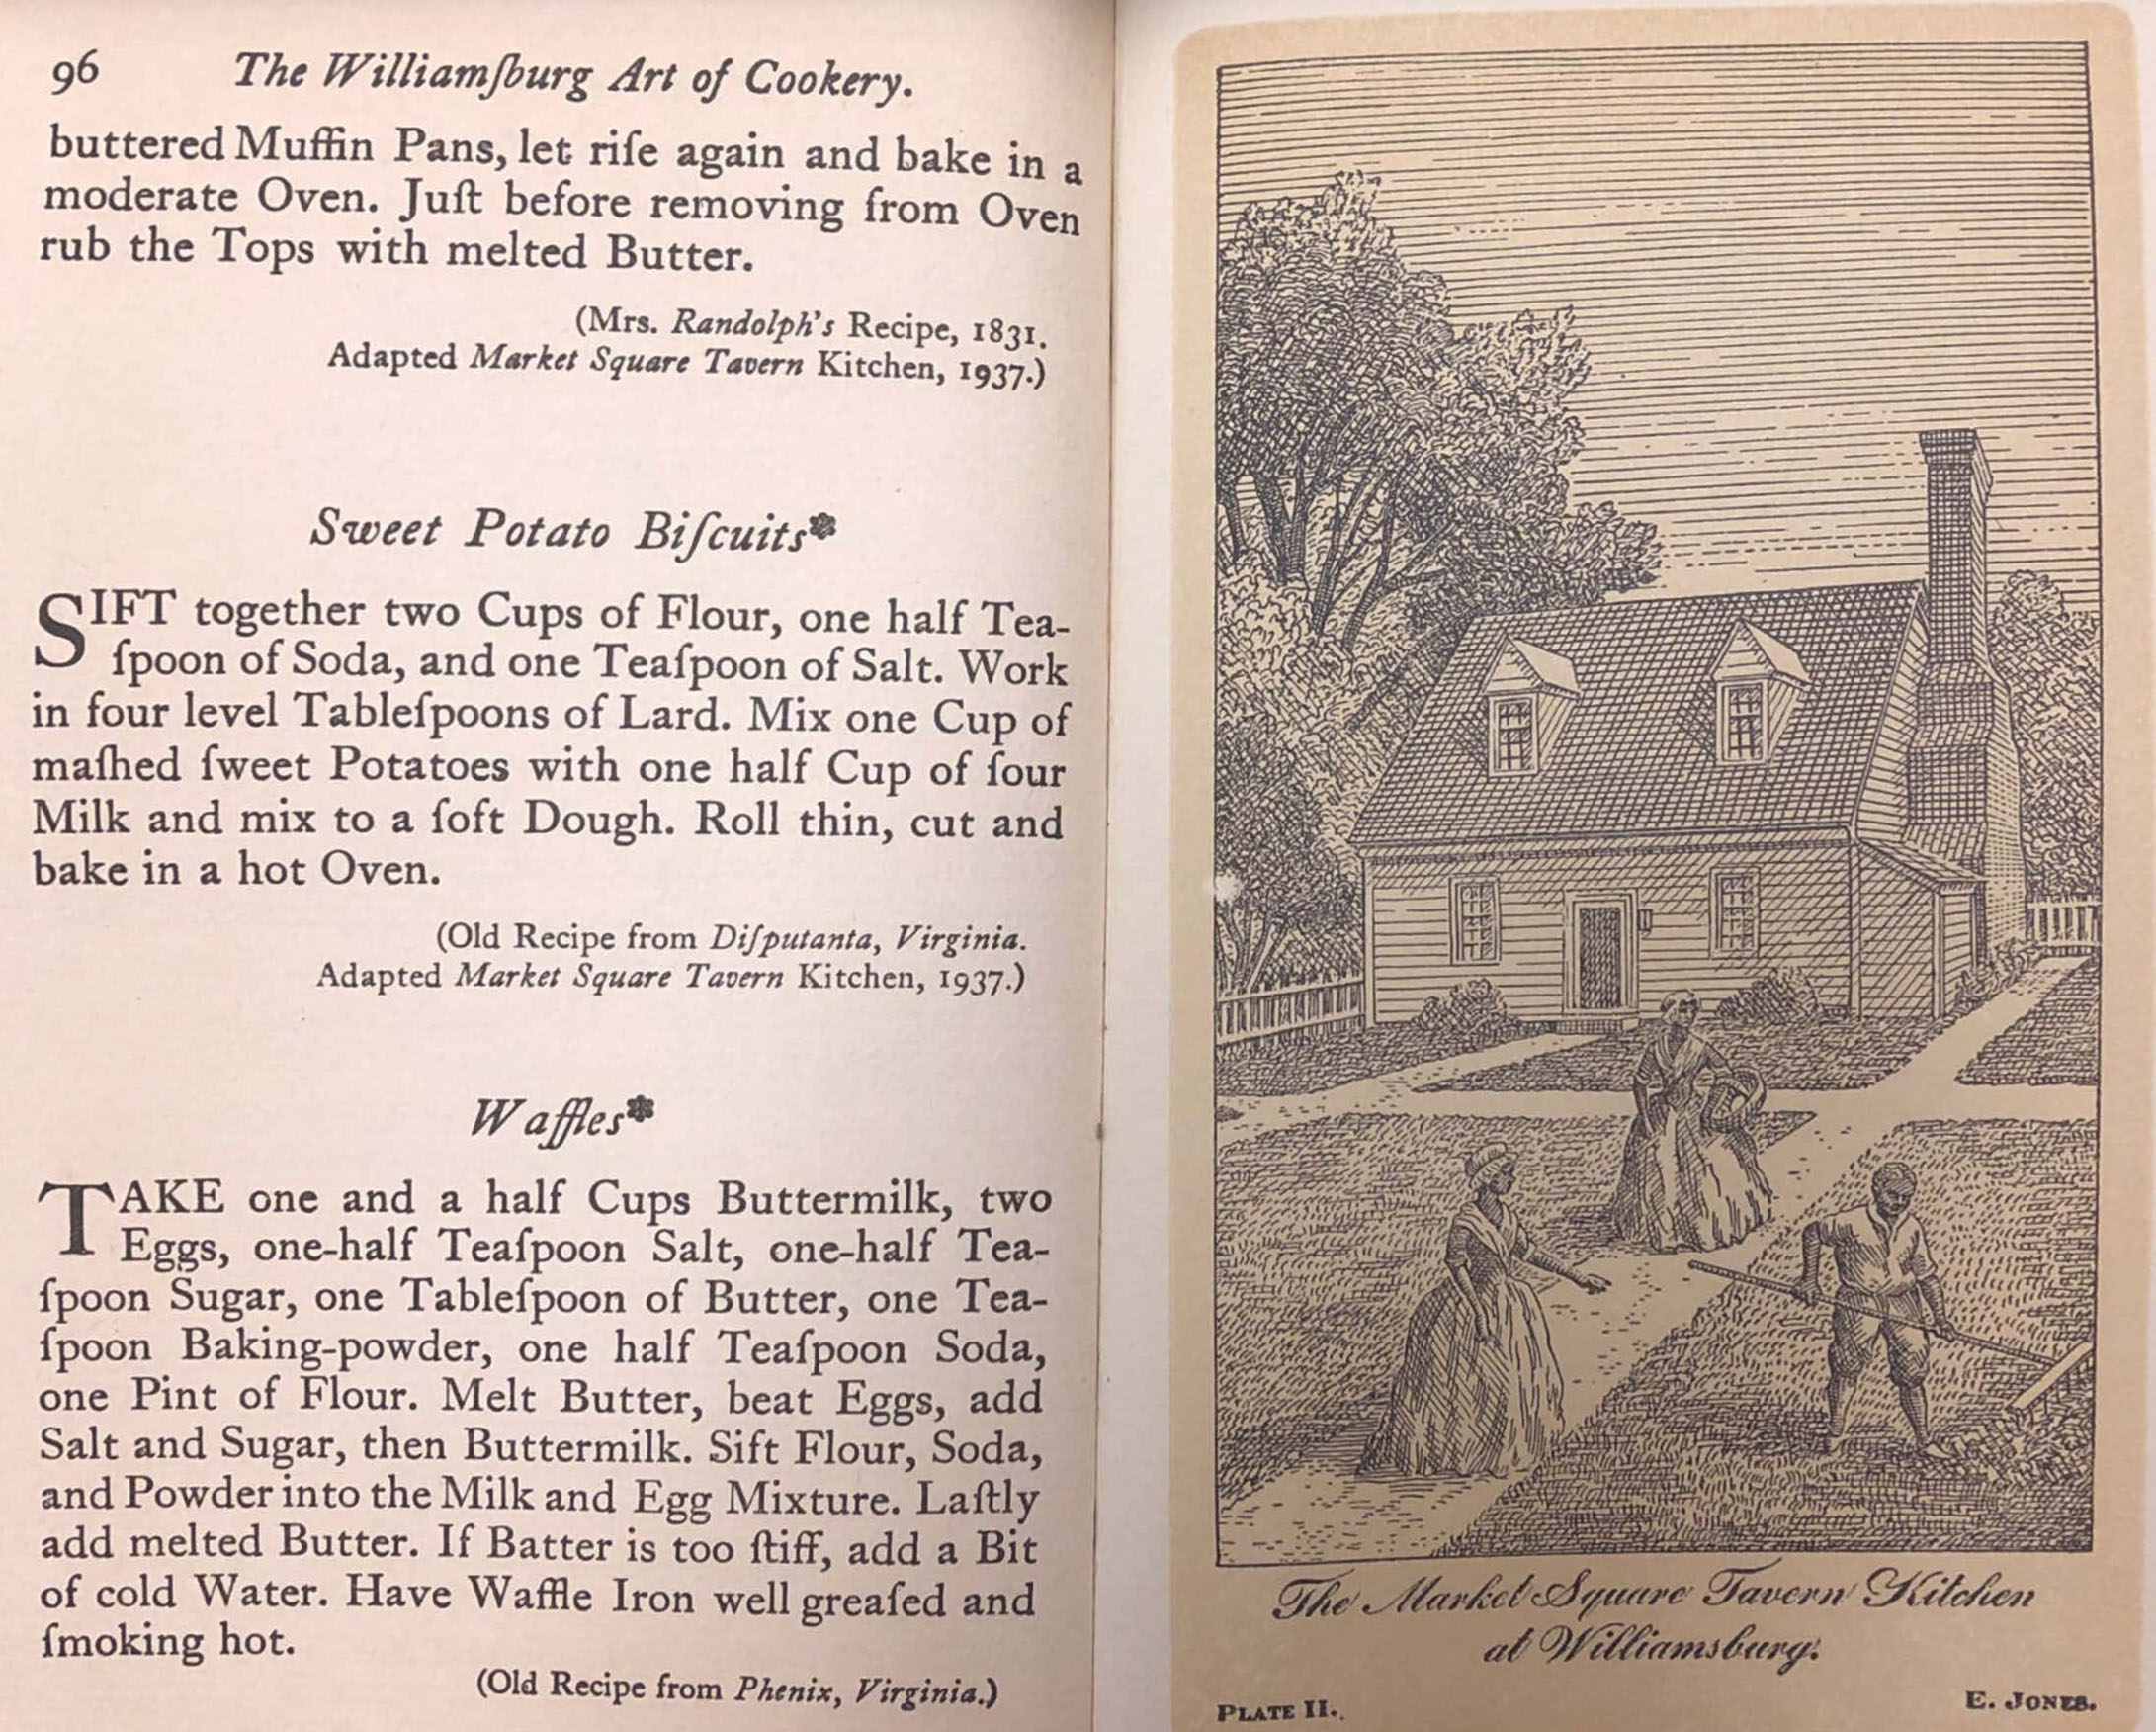 96 The Williamſburg Art of Cookery.
buttered Muffin Pans, let riſe again and bake in a
moderate Oven. Juſt before removing from Oven
rub the Tops with melted Butter.
(Mrs. Randolph's Recipe, 1831.
Adapted Market Square Tavern Kitchen, 1937.)
Sweet Potato Biſcuits*
SIFT together two Cups of Flour, one half Tea-
ſpoon of Soda, and one Teaſpoon of Salt. Work
in four level Tableſpoons of Lard. Mix one Cup of
maſhed ſweet Potatoes with one half Cup of ſour
Milk and mix to a ſoft Dough. Roll thin, cut and
bake in a hot Oven.
(Old Recipe from Diſputanta, Virginia.
Adapted Market Square Tavern Kitchen, 1937.)
Waffles*
TAKE one and a half Cups Buttermilk, two
Eggs, one-half Teaſpoon Salt, one-half Tea-
ſpoon Sugar, one Tableſpoon of Butter, one Tea-
ſpoon Baking-powder, one half Teaſpoon Soda,
one Pint of Flour. Melt Butter, beat Eggs, add
Salt and Sugar, then Buttermilk. Sift Flour, Soda,
and Powder into the Milk and Egg Mixture. Laſtly
add melted Butter. If Batter is too ſtiff, add a Bit
of cold Water. Have Waffle Iron well greaſed and
ſmoking hot.
(Old Recipe from Phenix, Virginia.)
The Market Square Tavern Kitchen
at Williamsburg.
PLATE II.
E. JONES.